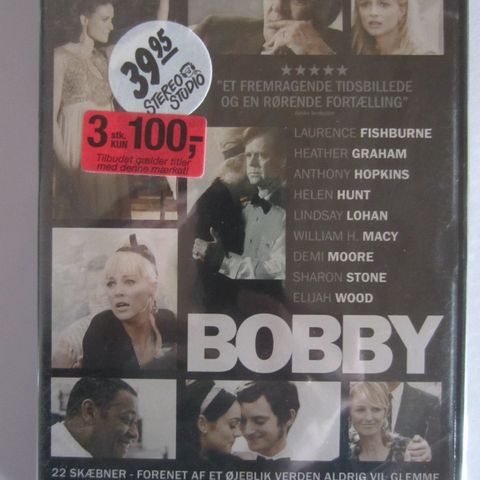 39.95
STEREO STUDIO
3 stk. KUN 100,-
Tilbudet gælder titler
med denne mærkat!
"ET FREMRAGENDE TIDSBILLEDE
OG EN RØRENDE FORTÆLLING"
LAURENCE FISHBURNE
HEATHER GRAHAM
ANTHONY HOPKINS
HELEN HUNT
LINDSAY LOHAN
WILLIAM H. MACY
DEMI MOORE
SHARON STONE
ELIJAH WOOD
BOBBY
22 SKÆBNER - FORENET AF ET ØJEBLIK VERDEN ALDRIG VIL GLEMME